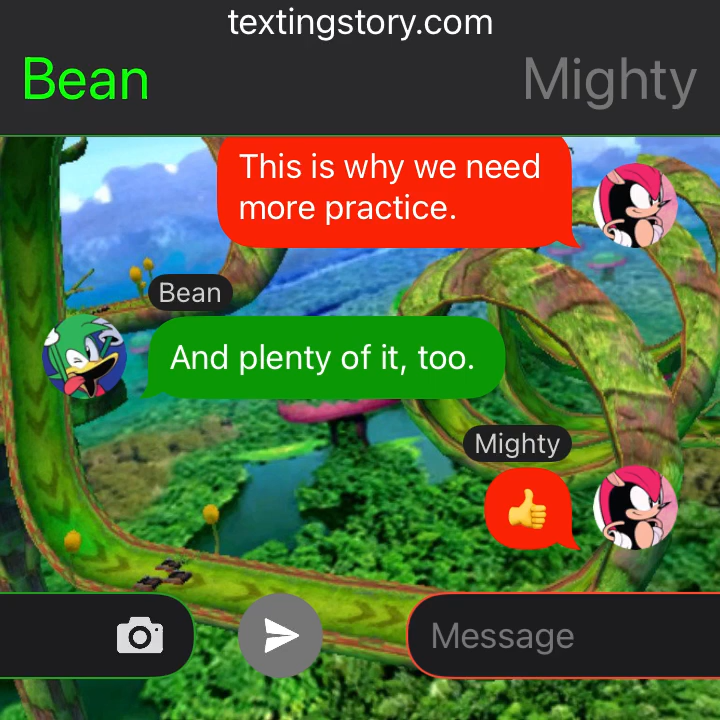 textingstory.com
Bean
Mighty
This is why we need
more practice.
Bean
And plenty of it, too.
Mighty
👍
Message